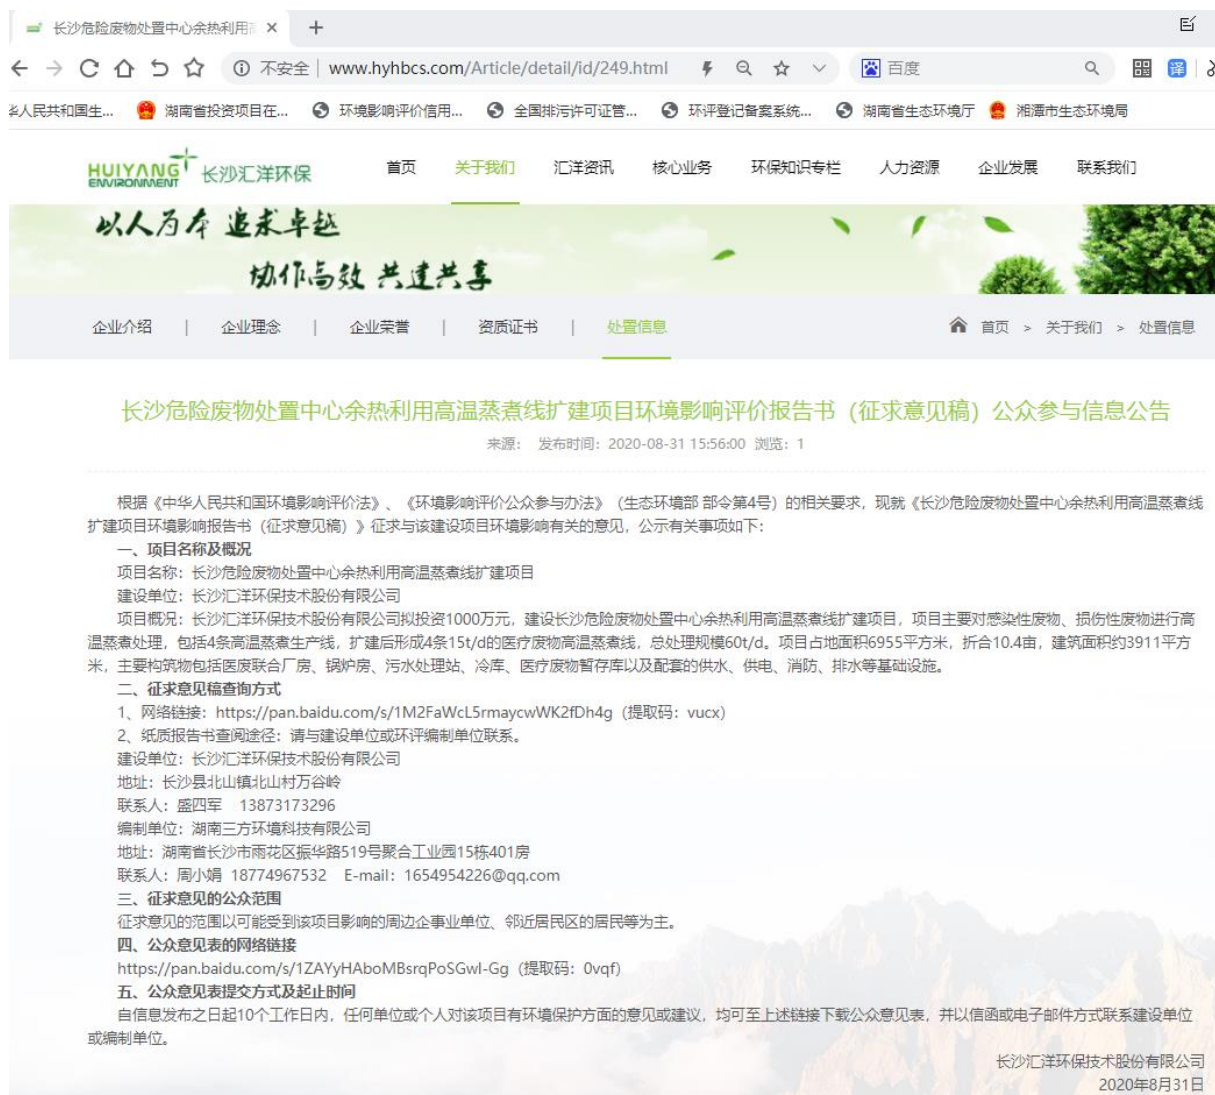 长沙危险废物处置中心余热利用
不安全 | www.hyhbcs.com/Article/detail/id/249.html 百度 译
华人民共和国生... 湖南省投资项目在... 环境影响评价信用... 全国排污许可证管... 环评登记备案系统... 湖南省生态环境厅 湘潭市生态环境局
HUIYANG ENVIRONMENT 长沙汇洋环保 首页 关于我们 汇洋资讯 核心业务 环保知识专栏 人力资源 企业发展 联系我们
以人为本 追求卓越
协作高效 共建共享
企业介绍 | 企业理念 | 企业荣誉 | 资质证书 | 处置信息 首页 > 关于我们 > 处置信息
长沙危险废物处置中心余热利用高温蒸煮线扩建项目环境影响评价报告书（征求意见稿）公众参与信息公告
来源： 发布时间：2020-08-31 15:56:00 浏览：1
根据《中华人民共和国环境影响评价法》、《环境影响评价公众参与办法》（生态环境部 部令第4号）的相关要求，现就《长沙危险废物处置中心余热利用高温蒸煮线
扩建项目环境影响报告书（征求意见稿）》征求与该建设项目环境影响有关的意见，公示有关事项如下：
一、项目名称及概况
项目名称：长沙危险废物处置中心余热利用高温蒸煮线扩建项目
建设单位：长沙汇洋环保技术股份有限公司
项目概况：长沙汇洋环保技术股份有限公司拟投资1000万元，建设长沙危险废物处置中心余热利用高温蒸煮线扩建项目，项目主要对感染性废物、损伤性废物进行高
温蒸煮处理，包括4条高温蒸煮生产线，扩建后形成4条15t/d的医疗废物高温蒸煮线，总处理规模60t/d。项目占地面积6955平方米，折合10.4亩，建筑面积约3911平方
米，主要构筑物包括医废联合厂房、锅炉房、污水处理站、冷库、医疗废物暂存库以及配套的供水、供电、消防、排水等基础设施。
二、征求意见稿查询方式
1、网络链接：https://pan.baidu.com/s/1M2FaWcL5rmaycwWK2fDh4g（提取码：vucx）
2、纸质报告书查阅途径：请与建设单位或环评编制单位联系。
建设单位：长沙汇洋环保技术股份有限公司
地址：长沙县北山镇北山村万谷岭
联系人：盛四军 13873173296
编制单位：湖南三方环境科技有限公司
地址：湖南省长沙市雨花区振华路519号聚合工业园15栋401房
联系人：周小娟 18774967532 E-mail：1654954226@qq.com
三、征求意见的公众范围
征求意见的范围以可能受到该项目影响的周边企事业单位、邻近居民区的居民等为主。
四、公众意见表的网络链接
https://pan.baidu.com/s/1ZAYyHAboMBsrqPoSGwI-Gg（提取码：0vqf）
五、公众意见表提交方式及起止时间
自信息发布之日起10个工作日内，任何单位或个人对该项目有环境保护方面的意见或建议，均可至上述链接下载公众意见表，并以信函或电子邮件方式联系建设单位
或编制单位。
长沙汇洋环保技术股份有限公司
2020年8月31日